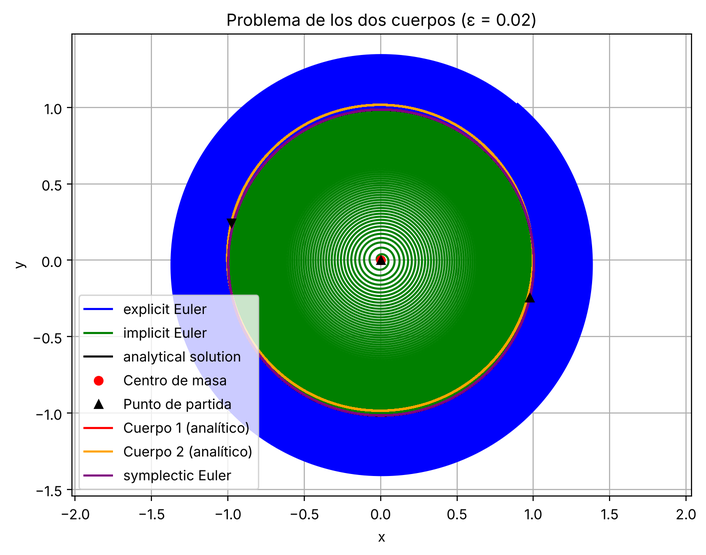 Problema de los dos cuerpos (ε = 0.02)
y
1.0
0.5
0.0
−0.5
−1.0
−1.5
explicit Euler
implicit Euler
analytical solution
Centro de masa
Punto de partida
Cuerpo 1 (analítico)
Cuerpo 2 (analítico)
symplectic Euler
−2.0 −1.5 −1.0 −0.5 0.0 0.5 1.0 1.5 2.0
x